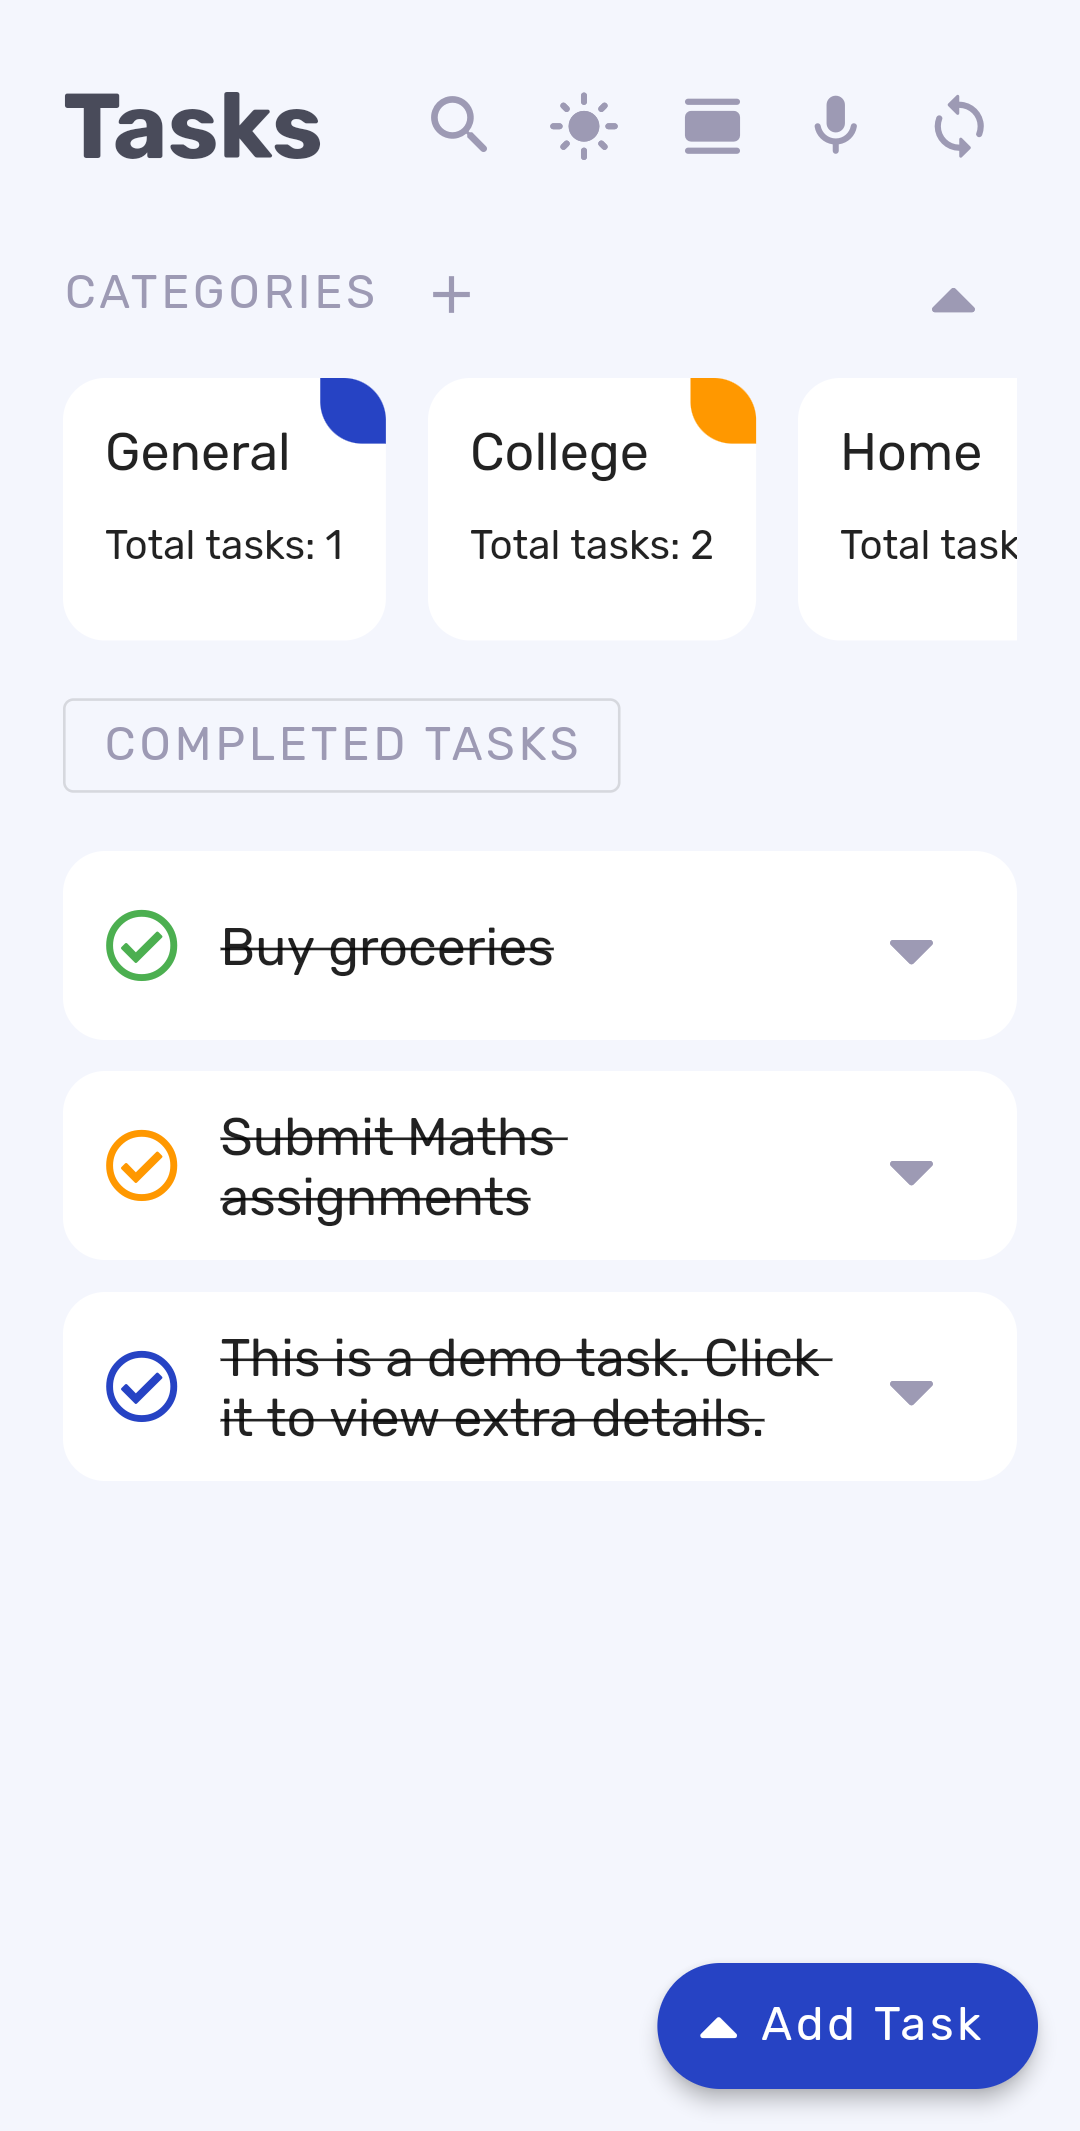 Tasks
CATEGORIES +
General
Total tasks: 1
College
Total tasks: 2
Home
Total task
COMPLETED TASKS
Buy groceries
Submit Maths
assignments
This is a demo task. Click
it to view extra details.
Add Task